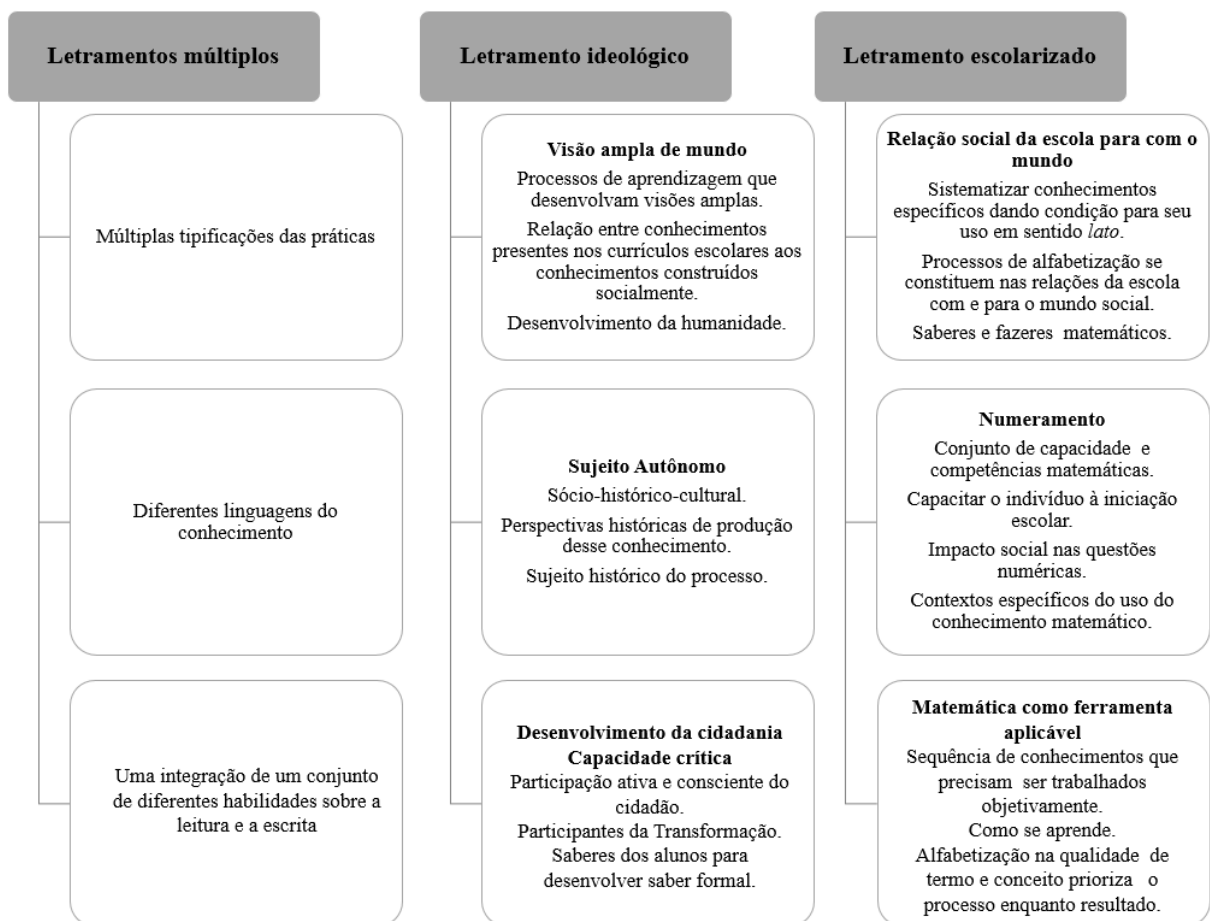 Letramentos múltiplos
Múltiplas tipificações das práticas
Diferentes linguagens do
conhecimento
Uma integração de um conjunto
de diferentes habilidades sobre a
leitura e a escrita
Letramento ideológico
Visão ampla de mundo
Processos de aprendizagem que
desenvolvam visões amplas.
Relação entre conhecimentos
presentes nos currículos escolares aos
conhecimentos construídos
socialmente.
Desenvolvimento da humanidade.
Sujeito Autônomo
Sócio-histórico-cultural.
Perspectivas históricas de produção
desse conhecimento.
Sujeito histórico do processo.
Desenvolvimento da cidadania
Capacidade crítica
Participação ativa e consciente do
cidadão.
Participantes da Transformação.
Saberes dos alunos para
desenvolver saber formal.
Letramento escolarizado
Relação social da escola para com o
mundo
Sistematizar conhecimentos
específicos dando condição para seu
uso em sentido lato.
Processos de alfabetização se
constituem nas relações da escola
com e para o mundo social.
Saberes e fazeres matemáticos.
Numeramento
Conjunto de capacidade e
competências matemáticas.
Capacitar o indivíduo à iniciação
escolar.
Impacto social nas questões
numéricas.
Contextos específicos do uso do
conhecimento matemático.
Matemática como ferramenta
aplicável
Sequência de conhecimentos que
precisam ser trabalhados
objetivamente.
Como se aprende.
Alfabetização na qualidade de
termo e conceito prioriza o
processo enquanto resultado.